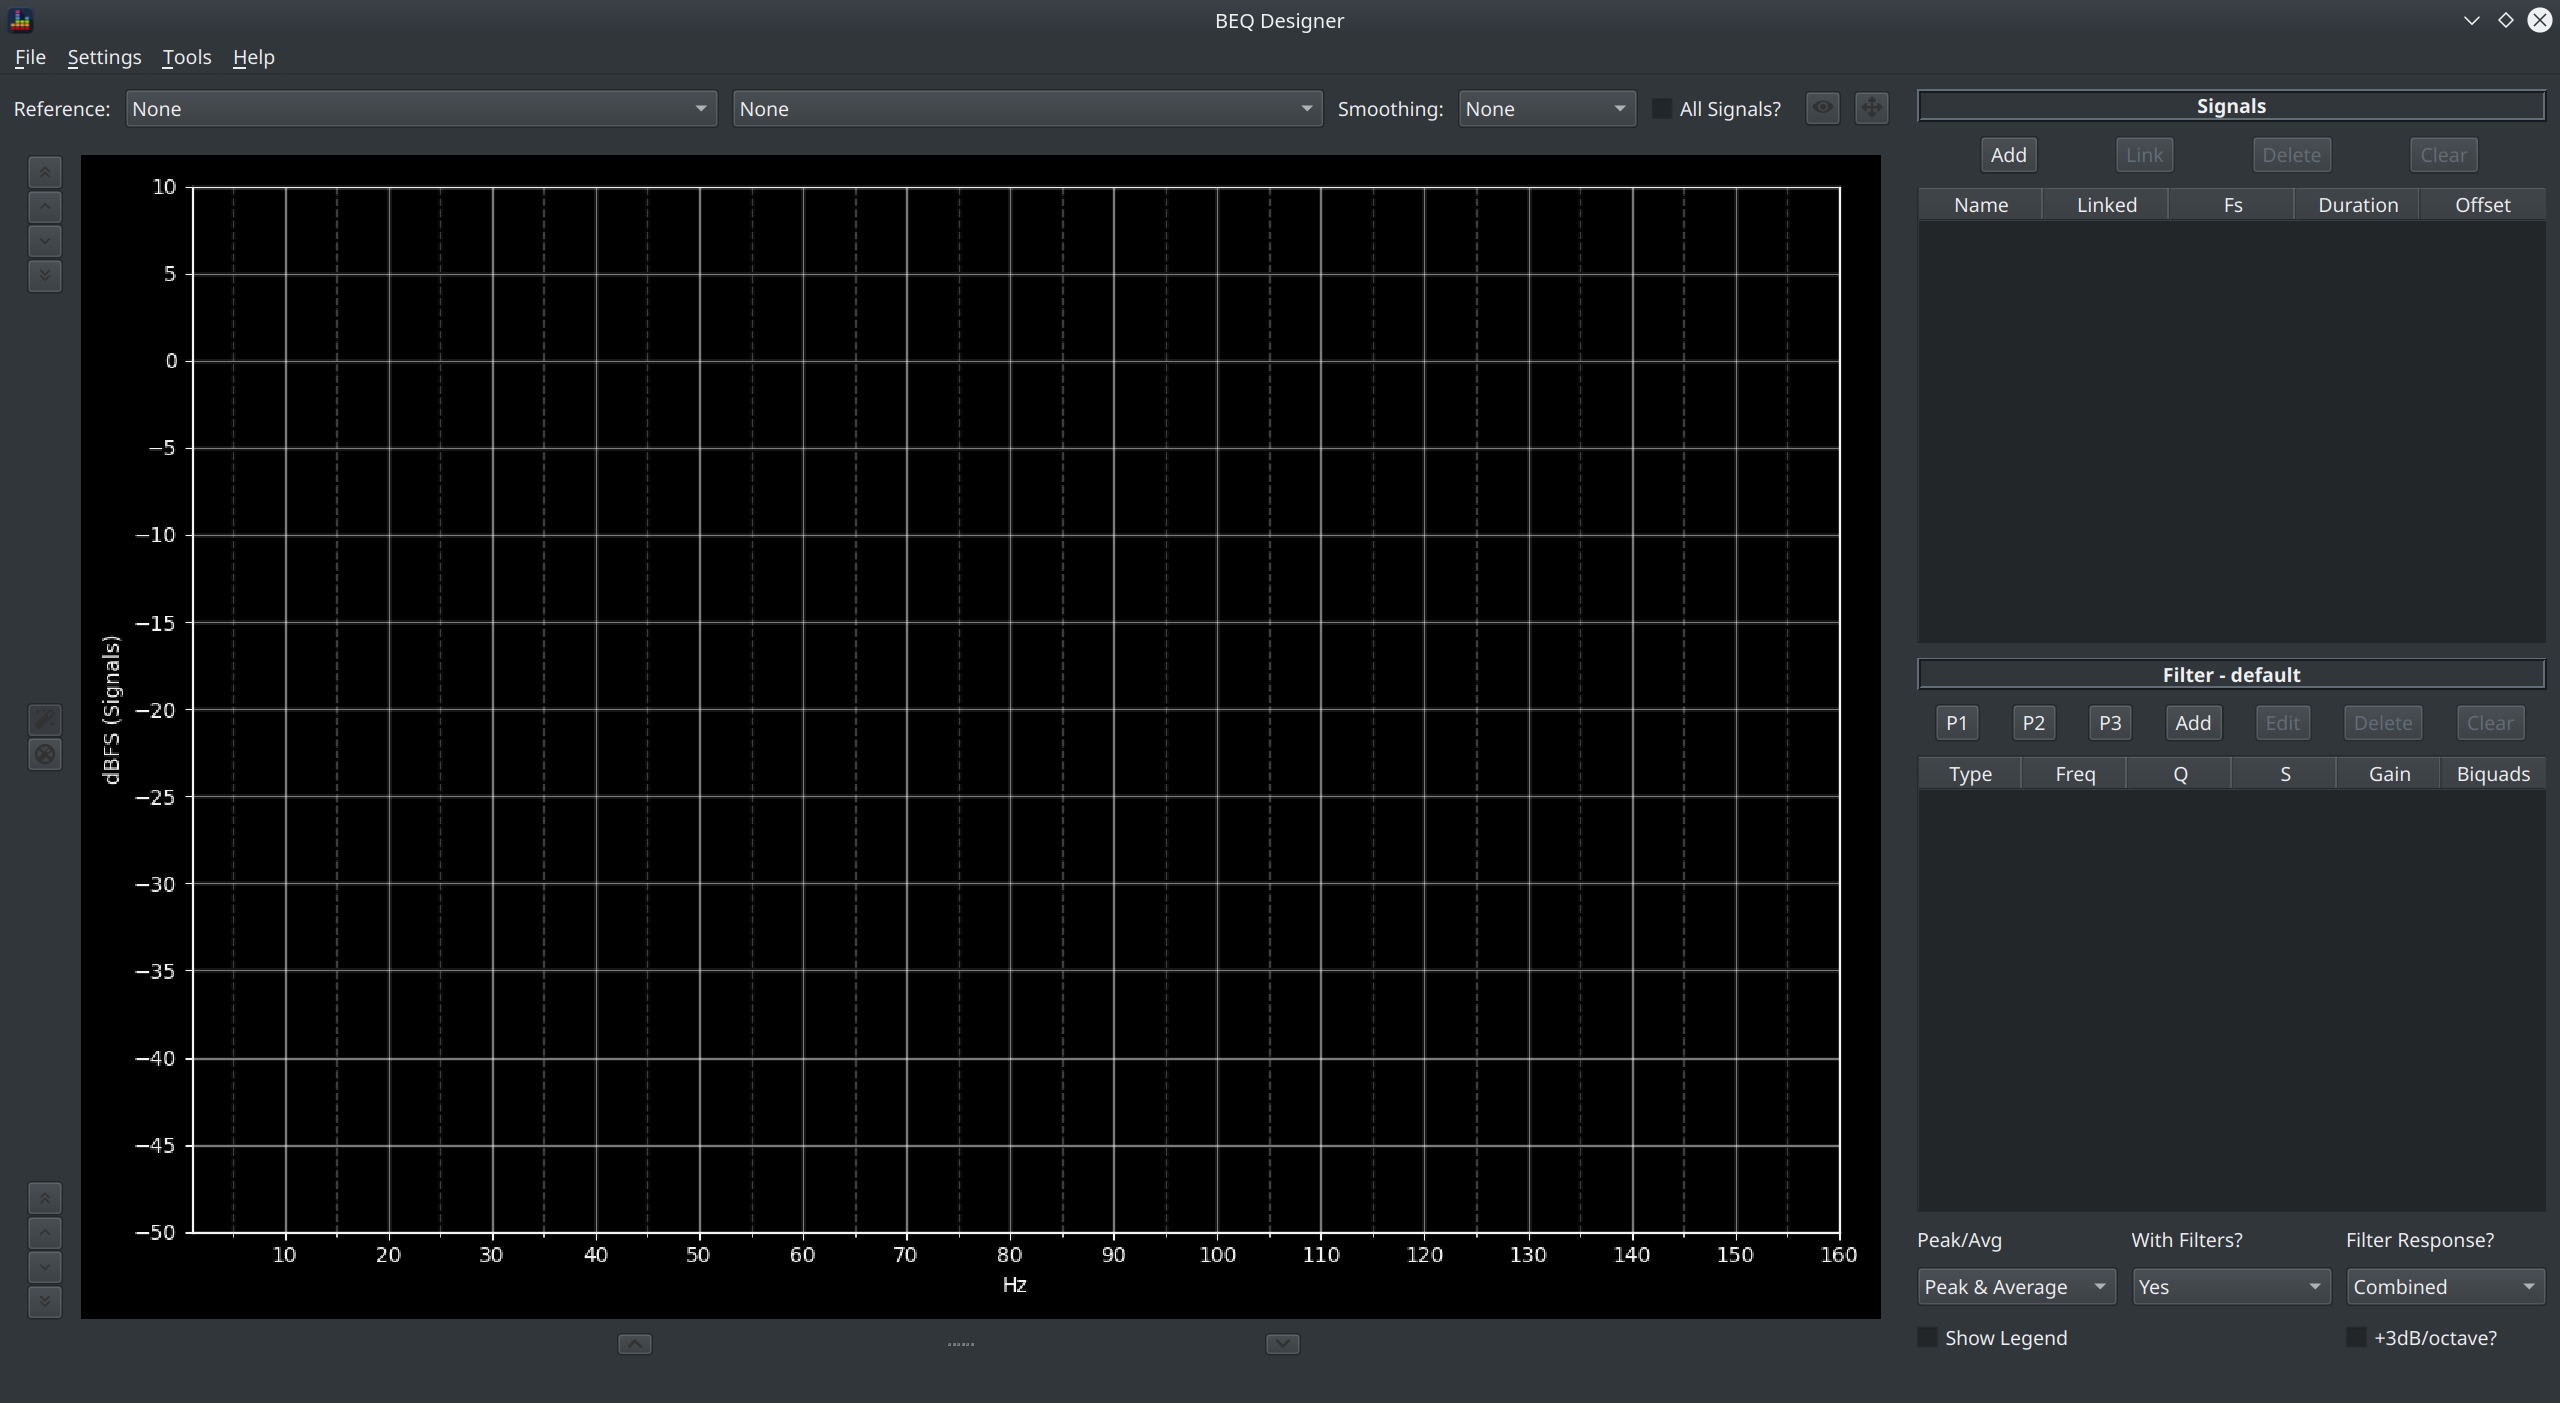 BEQ Designer
File Settings Tools Help
Reference: None None Smoothing: None All Signals?
Signals
Add Link Delete Clear
Name Linked Fs Duration Offset
10
5
0
−5
−10
−15
−20
−25
−30
−35
−40
−45
−50
dBFS (Signals)
10 20 30 40 50 60 70 80 90 100 110 120 130 140 150 160
Hz
Filter - default
P1 P2 P3 Add Edit Delete Clear
Type Freq Q S Gain Biquads
Peak/Avg With Filters? Filter Response?
Peak & Average Yes Combined
Show Legend +3dB/octave?